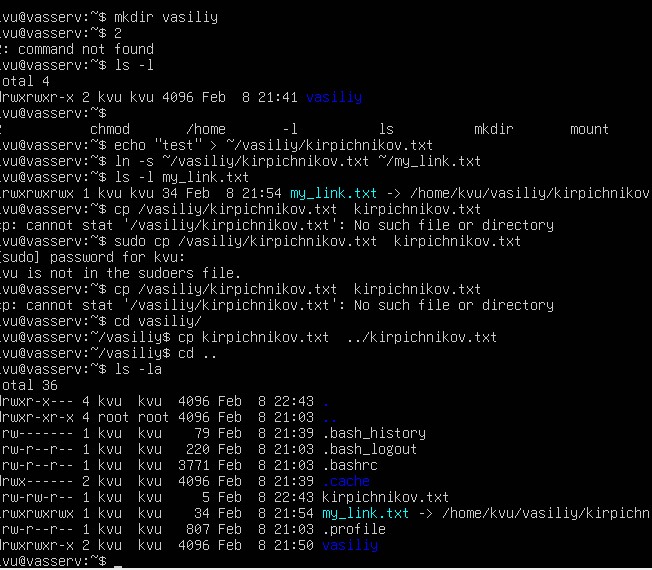 kvu@vasserv:~$ mkdir vasiliy
kvu@vasserv:~$ 2
2: command not found
kvu@vasserv:~$ ls -l
total 4
drwxrwxr-x 2 kvu kvu 4096 Feb  8 21:41 vasiliy
kvu@vasserv:~$
2 chmod /home -l ls mkdir mount
kvu@vasserv:~$ echo "test" > ~/vasiliy/kirpichnikov.txt
kvu@vasserv:~$ ln -s ~/vasiliy/kirpichnikov.txt ~/my_link.txt
kvu@vasserv:~$ ls -l my_link.txt
lrwxrwxrwx 1 kvu kvu 34 Feb  8 21:54 my_link.txt -> /home/kvu/vasiliy/kirpichnikov
kvu@vasserv:~$ cp /vasiliy/kirpichnikov.txt  kirpichnikov.txt
cp: cannot stat '/vasiliy/kirpichnikov.txt': No such file or directory
kvu@vasserv:~$ sudo cp /vasiliy/kirpichnikov.txt  kirpichnikov.txt
[sudo] password for kvu:
kvu is not in the sudoers file.
kvu@vasserv:~$ cp /vasiliy/kirpichnikov.txt  kirpichnikov.txt
cp: cannot stat '/vasiliy/kirpichnikov.txt': No such file or directory
kvu@vasserv:~$ cd vasiliy/
kvu@vasserv:~/vasiliy$ cp kirpichnikov.txt  ../kirpichnikov.txt
kvu@vasserv:~/vasiliy$ cd ..
kvu@vasserv:~$ ls -la
total 36
drwxr-x--- 4 kvu  kvu  4096 Feb  8 22:43 .
drwxr-xr-x 4 root root 4096 Feb  8 21:03 ..
-rw------- 1 kvu  kvu    79 Feb  8 21:39 .bash_history
-rw-r--r-- 1 kvu  kvu   220 Feb  8 21:03 .bash_logout
-rw-r--r-- 1 kvu  kvu  3771 Feb  8 21:03 .bashrc
drwx------ 2 kvu  kvu  4096 Feb  8 21:39 .cache
-rw-rw-r-- 1 kvu  kvu     5 Feb  8 22:43 kirpichnikov.txt
lrwxrwxrwx 1 kvu  kvu    34 Feb  8 21:54 my_link.txt -> /home/kvu/vasiliy/kirpichn
-rw-r--r-- 1 kvu  kvu   807 Feb  8 21:03 .profile
drwxrwxr-x 2 kvu  kvu  4096 Feb  8 21:50 vasiliy
kvu@vasserv:~$ _